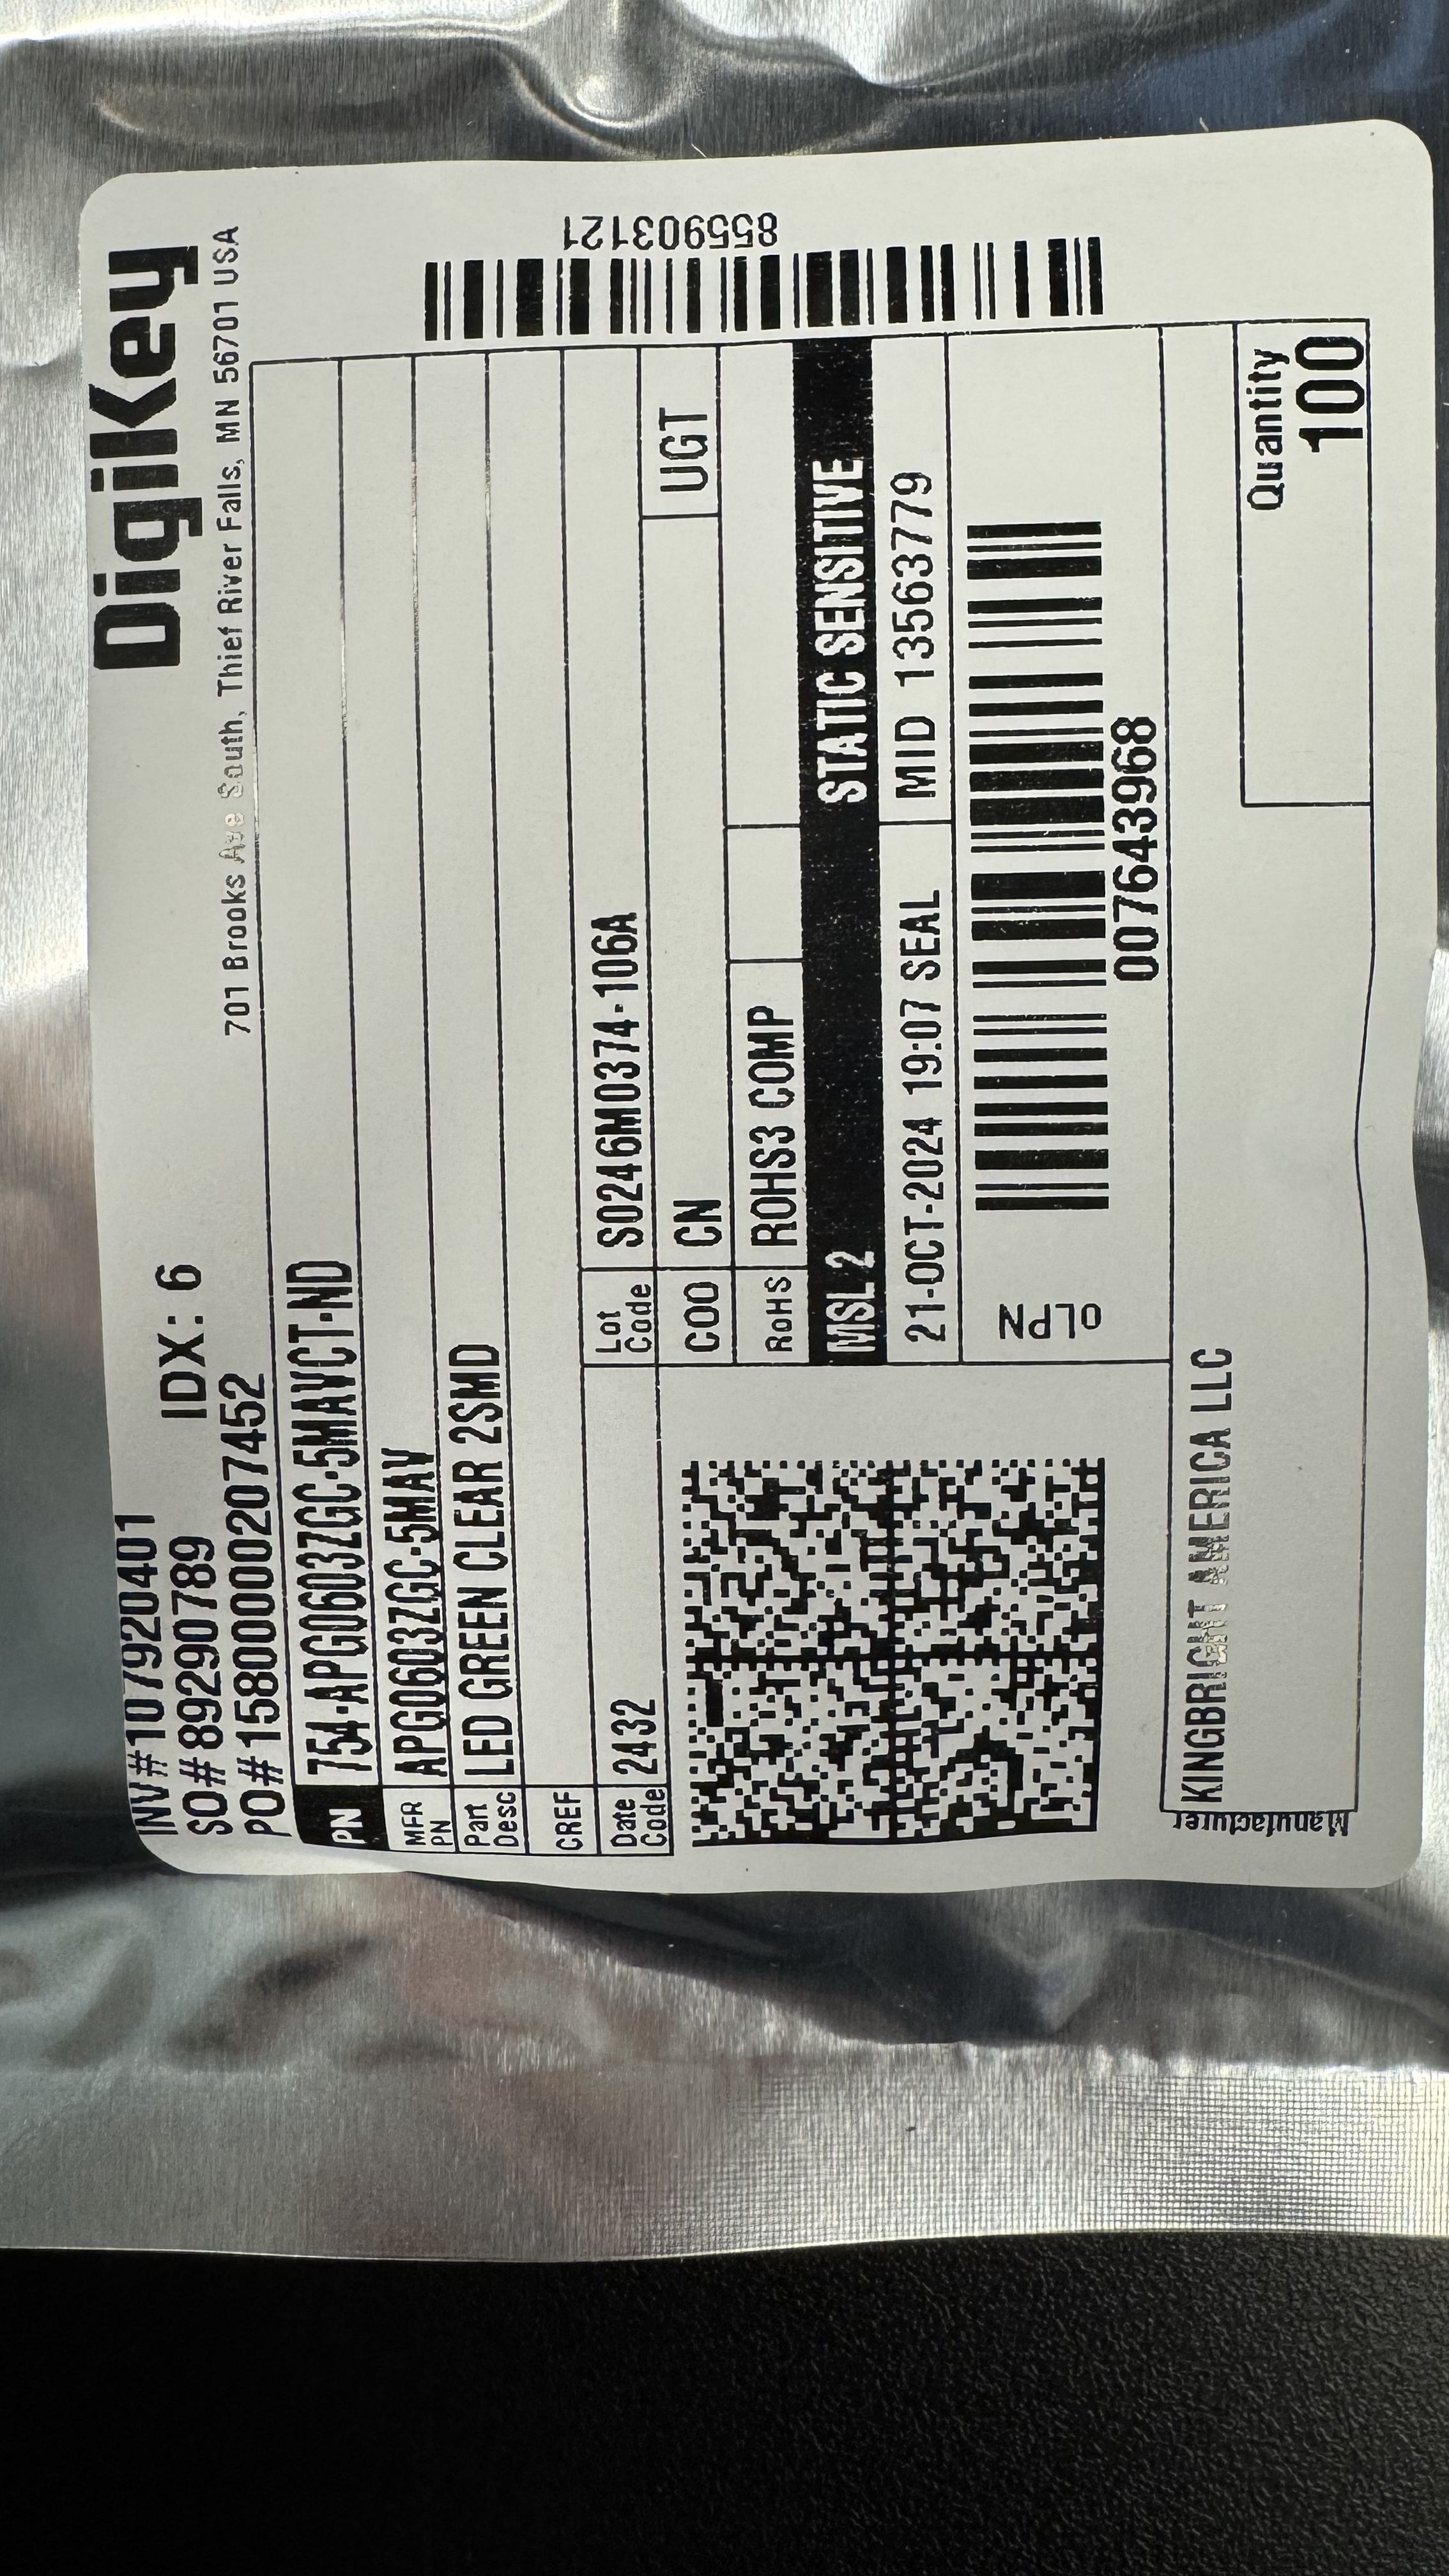 DigiKey
701 Brooks Ave South, Thief River Falls, MN 56701 USA
INV#107920401
SO#89290789 IDX: 6
PO#1580000207452
PN 754-APG0603ZGC-5MAVCT-ND
MFR PN APG0603ZGC-5MAV
Part Desc LED GREEN CLEAR 2SMD
CREF
Date Code 2432 Lot Code S0246M0374-106A
COO CN UGT
RoHS ROHS3 COMP
MSL 2 STATIC SENSITIVE
21-OCT-2024 19:07 SEAL MID 13563779
OLPN
007643968
Manufacturer KINGBRIGHT AMERICA LLC
Quantity
100
855903121